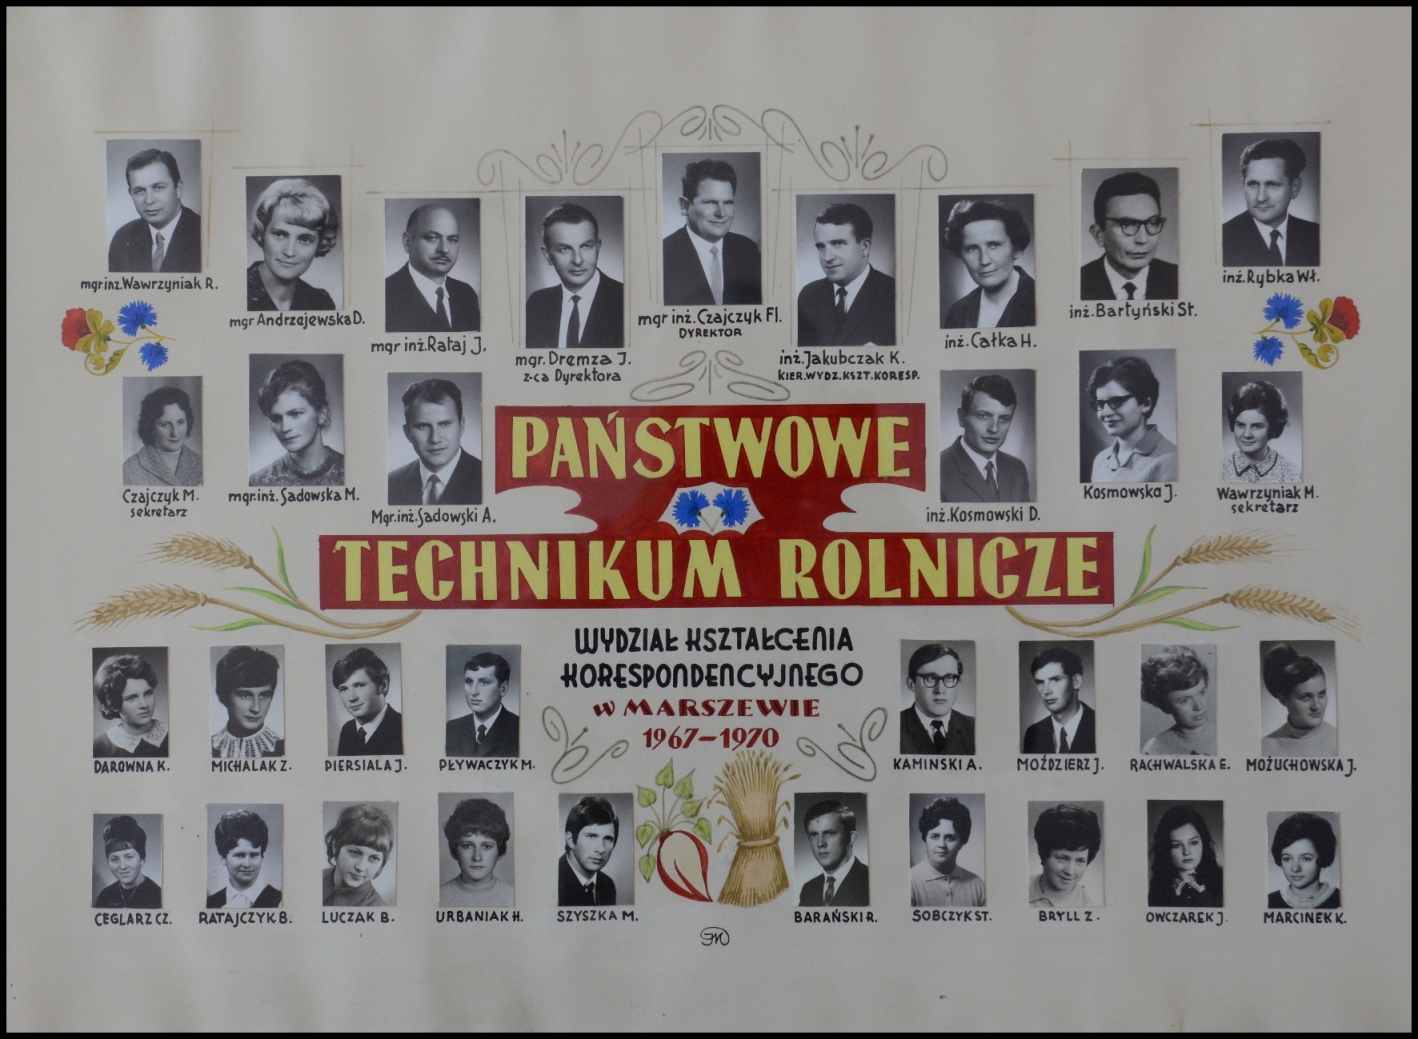 mgr inż. Wawrzyniak R.
mgr Andrzejewska D.
mgr inż. Rataj J.
mgr. Dremza J.
z-ca Dyrektora
mgr inż. Czajczyk Fl.
DYREKTOR
inż. Jakubczak K.
KIER. WYDZ. KSZT. KORESP.
inż. Całka H.
inż. Bartyński St.
inż. Rybka Wł.
Czajczyk M.
sekretarz
mgr. inż. Sadowska M.
Mgr. inż. Sadowski A.
inż. Kosmowski D.
Kosmowska J.
Wawrzyniak M.
sekretarz
PAŃSTWOWE
TECHNIKUM ROLNICZE
WYDZIAŁ KSZTAŁCENIA
KORESPONDENCYJNEGO
W MARSZEWIE
1967-1970
DAROWNA K.
MICHALAK Z.
PIERSIALA J.
PŁYWACZYK M.
KAMINSKI A.
MOŹDZIERZ J.
RACHWALSKA E.
MOŻUCHOWSKA J.
CEGLARZ CZ.
RATAJCZYK B.
LUCZAK B.
URBANIAK H.
SZYSZKA M.
BARAŃSKI R.
SOBCZYK ST.
BRYLL Z.
OWCZAREK J.
MARCINEK K.